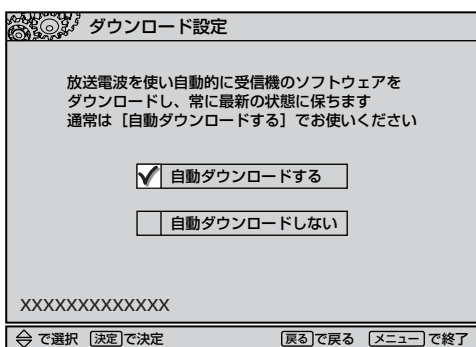 ダウンロード設定
放送電波を使い自動的に受信機のソフトウェアを
ダウンロードし、常に最新の状態に保ちます
通常は［自動ダウンロードする］でお使いください
自動ダウンロードする
自動ダウンロードしない
XXXXXXXXXXXXX
で選択 決定で決定 戻るで戻る メニューで終了